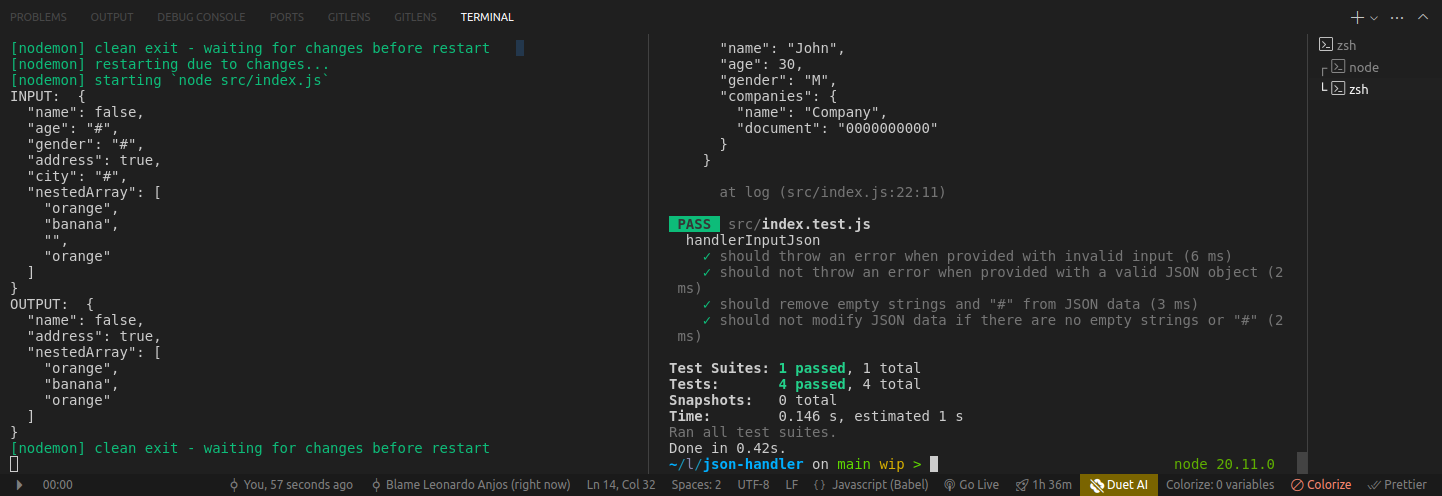 PROBLEMS OUTPUT DEBUG CONSOLE PORTS GITLENS GITLENS TERMINAL
[nodemon] clean exit - waiting for changes before restart
[nodemon] restarting due to changes...
[nodemon] starting `node src/index.js`
INPUT:  {
  "name": false,
  "age": "#",
  "gender": "#",
  "address": true,
  "city": "#",
  "nestedArray": [
    "orange",
    "banana",
    "",
    "orange"
  ]
}
OUTPUT:  {
  "name": false,
  "address": true,
  "nestedArray": [
    "orange",
    "banana",
    "orange"
  ]
}
[nodemon] clean exit - waiting for changes before restart
      "name": "John",
      "age": 30,
      "gender": "M",
      "companies": {
        "name": "Company",
        "document": "0000000000"
      }
    }
      at log (src/index.js:22:11)
PASS src/index.test.js
  handlerInputJson
    ✓ should throw an error when provided with invalid input (6 ms)
    ✓ should not throw an error when provided with a valid JSON object (2
 ms)
    ✓ should remove empty strings and "#" from JSON data (3 ms)
    ✓ should not modify JSON data if there are no empty strings or "#" (2
 ms)
Test Suites: 1 passed, 1 total
Tests:       4 passed, 4 total
Snapshots:   0 total
Time:        0.146 s, estimated 1 s
Ran all test suites.
Done in 0.42s.
~/l/json-handler on main wip > node 20.11.0
zsh
node
zsh
00:00 You, 57 seconds ago Blame Leonardo Anjos (right now) Ln 14, Col 32 Spaces: 2 UTF-8 LF {} Javascript (Babel) Go Live 1h 36m Duet AI Colorize: 0 variables Colorize Prettier